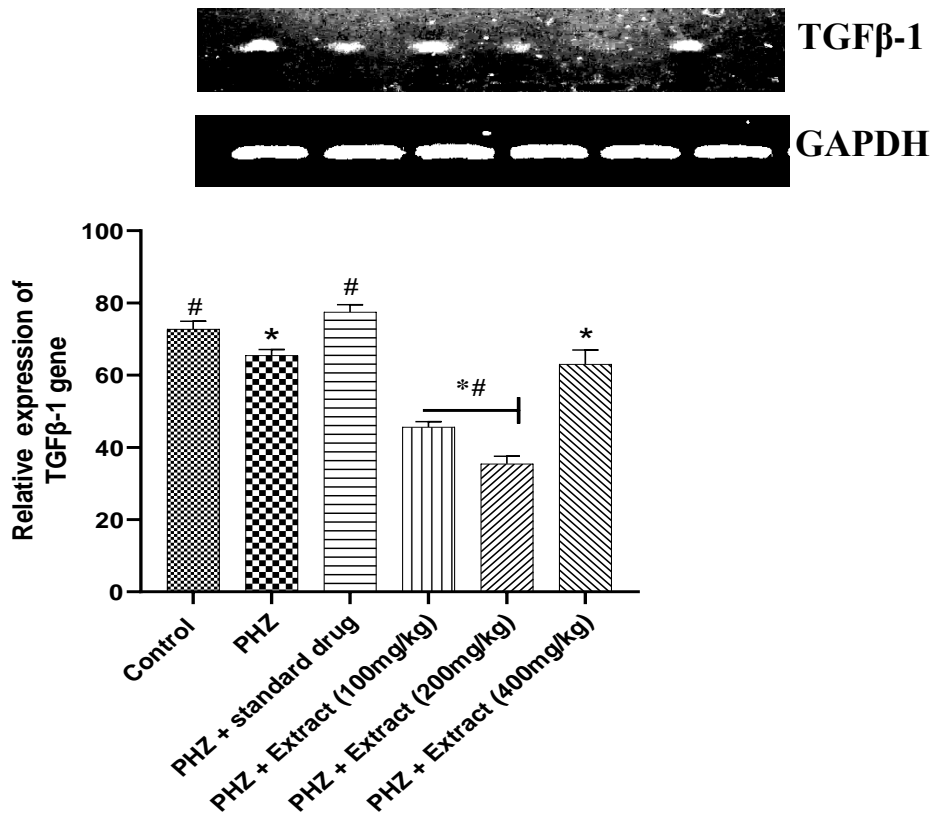 TGFβ-1
GAPDH
Relative expression of
TGFβ-1 gene
100
80
60
40
20
0
#
*
#
*#
*
Control
PHZ
PHZ + standard drug
PHZ + Extract (100mg/kg)
PHZ + Extract (200mg/kg)
PHZ + Extract (400mg/kg)